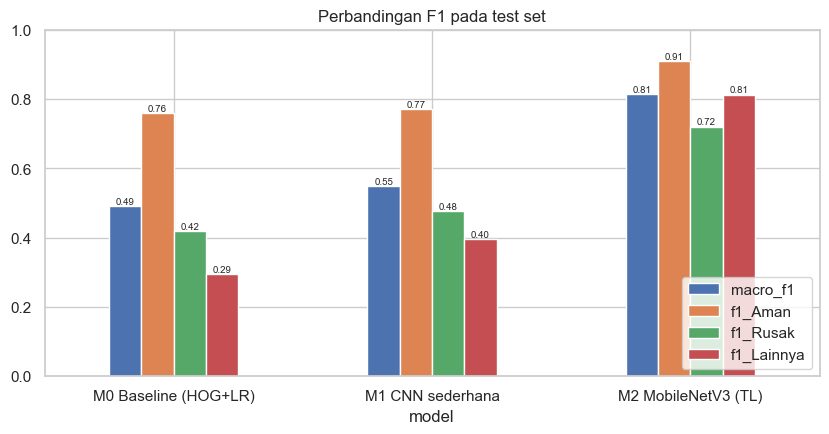 Perbandingan F1 pada test set
1.0
0.8
0.6
0.4
0.2
0.0
0.49
0.76
0.42
0.29
0.55
0.77
0.48
0.40
0.81
0.91
0.72
0.81
macro_f1
f1_Aman
f1_Rusak
f1_Lainnya
M0 Baseline (HOG+LR)
M1 CNN sederhana
M2 MobileNetV3 (TL)
model